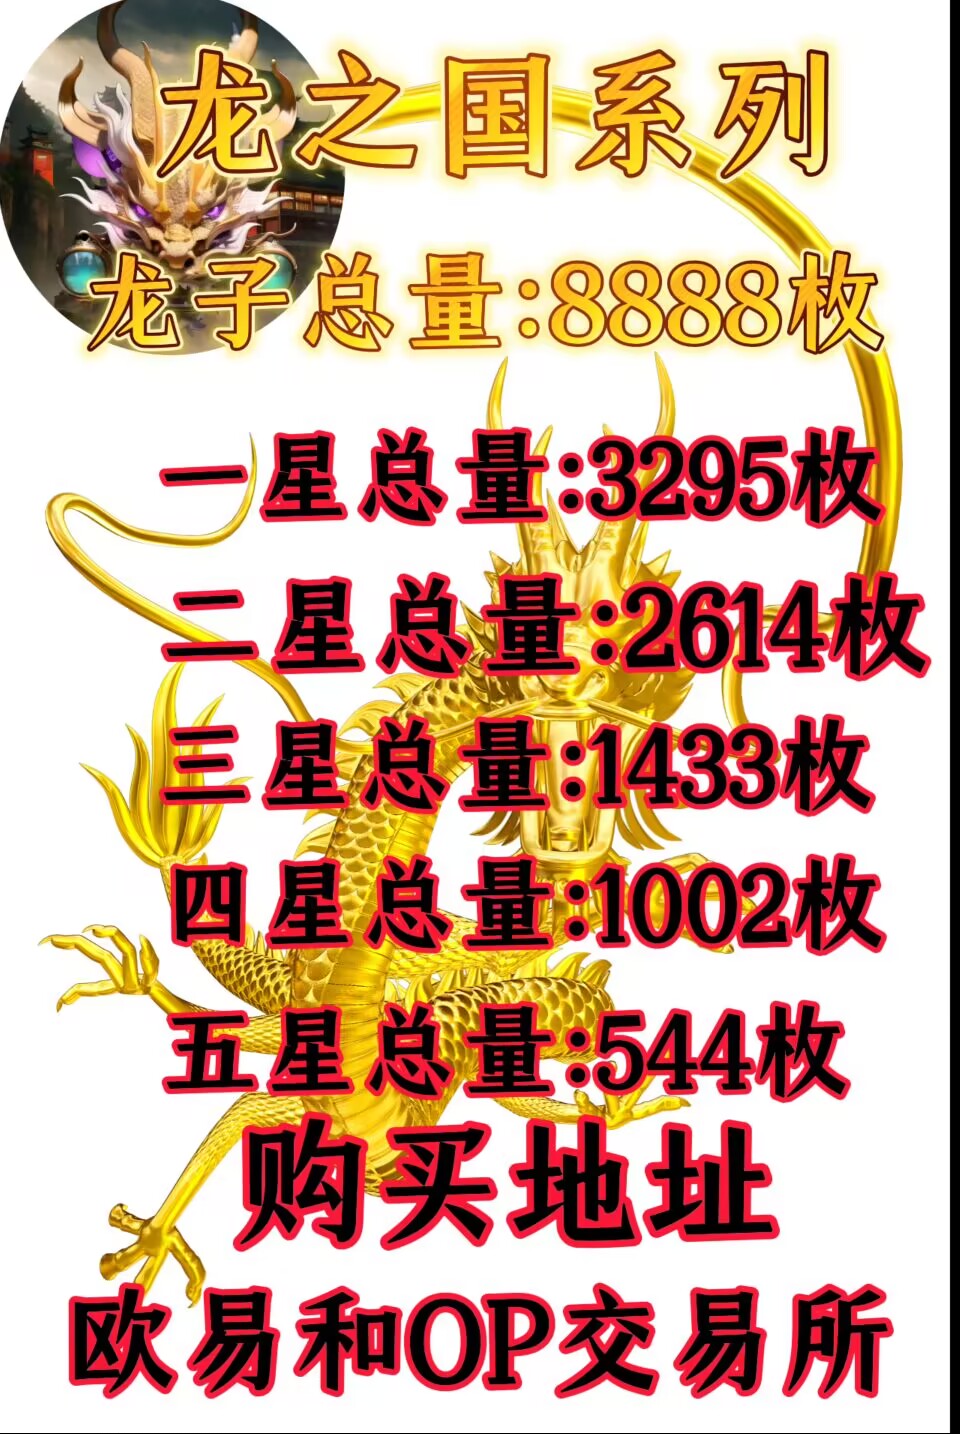 龙之国系列
龙子总量:8888枚
一星总量:3295枚
二星总量:2614枚
三星总量:1433枚
四星总量:1002枚
五星总量:544枚
购买地址
欧易和OP交易所